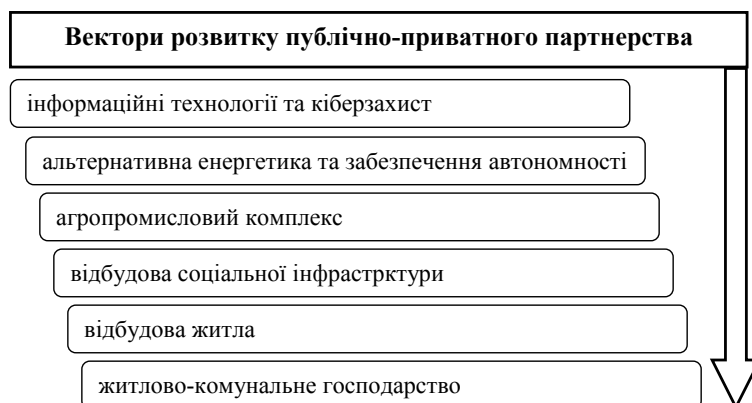 Вектори розвитку публічно-приватного партнерства
інформаційні технології та кіберзахист
альтернативна енергетика та забезпечення автономності
агропромисловий комплекс
відбудова соціальної інфрастрктури
відбудова житла
житлово-комунальне господарство